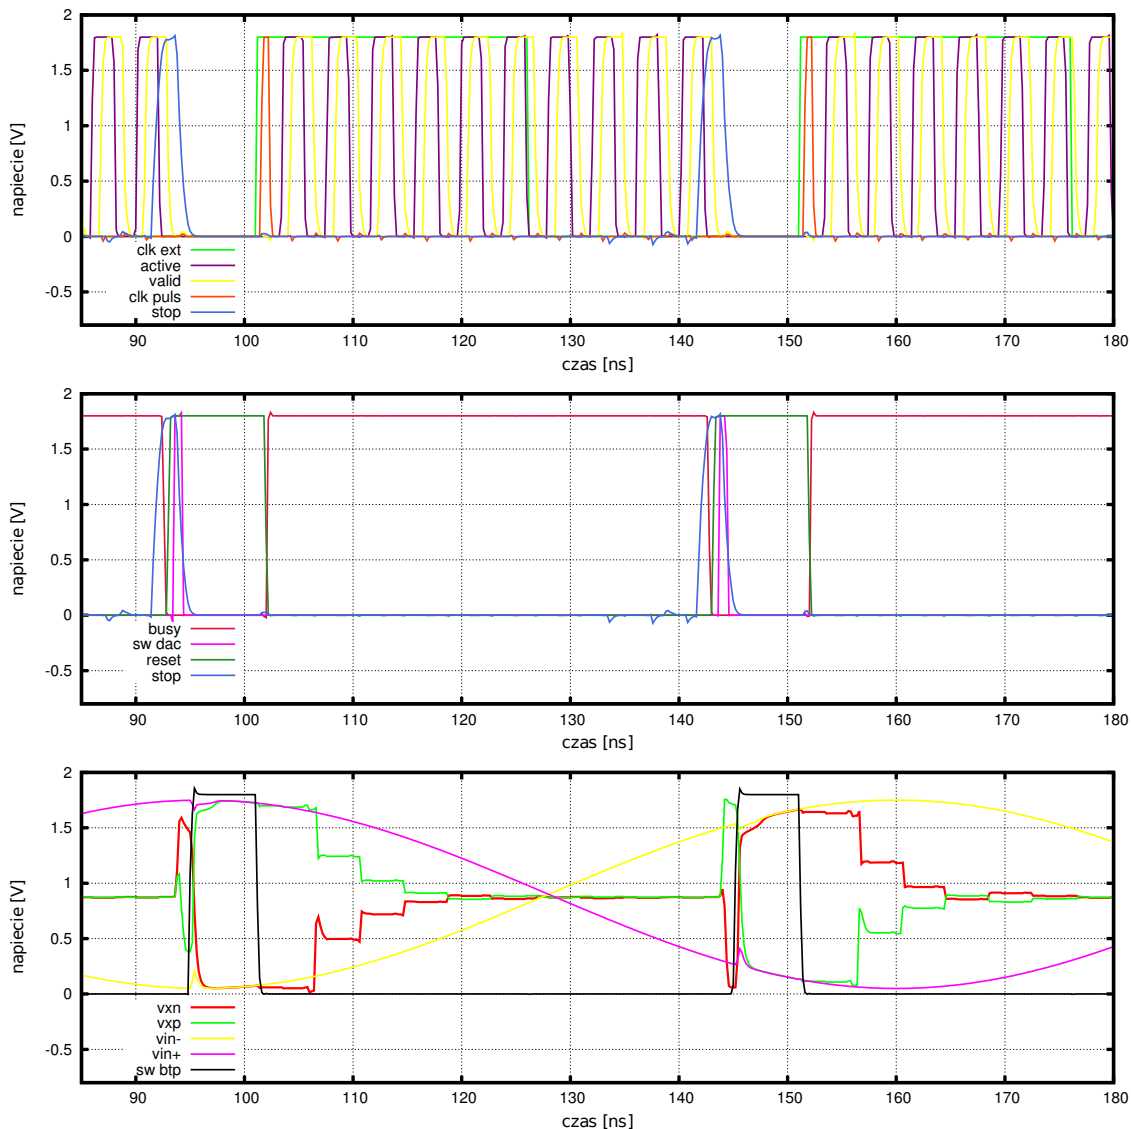 2
1.5
1
0.5
0
-0.5
napiecie [V]
clk ext
active
valid
clk puls
stop
90 100 110 120 130 140 150 160 170 180
czas [ns]
2
1.5
1
0.5
0
-0.5
napiecie [V]
busy
sw dac
reset
stop
90 100 110 120 130 140 150 160 170 180
czas [ns]
2
1.5
1
0.5
0
-0.5
napiecie [V]
vxn
vxp
vin-
vin+
sw btp
90 100 110 120 130 140 150 160 170 180
czas [ns]